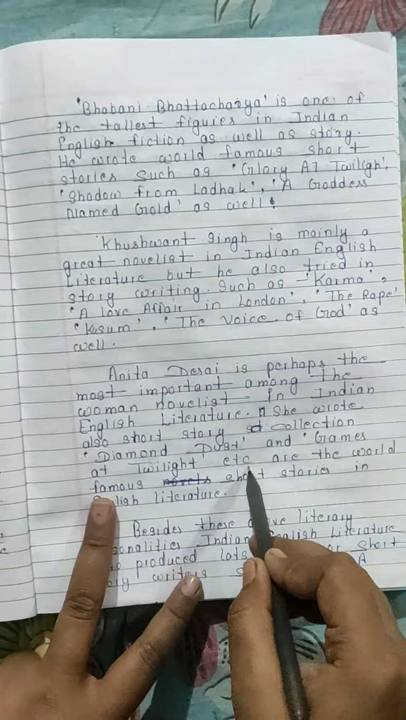 'Bhabani Bhattacharya' is one of
the tallest figures in Indian
English fiction as well as story.
He wrote world famous short
stories such as 'Glory At Twiligh',
'Shadow from Ladhak', 'A Goddess
Named Gold' as well.
Khushwant Singh is mainly a
great novelist in Indian English
Literature but he also tried in
story writing. Such as - 'Karma',
'A Love Affair in London', 'The Rape'
'Kusum', 'The Voice of God' as
well.
Anita Desai is perhaps the
most important among The
woman novelist in Indian
English Literature. She wrote
also short story collection
'Diamond Dust' and 'Games
at Twilight' etc are the world
famous novels short stories in
English literature.
Besides these literary
Indian English Literature
produced lots short
writers A